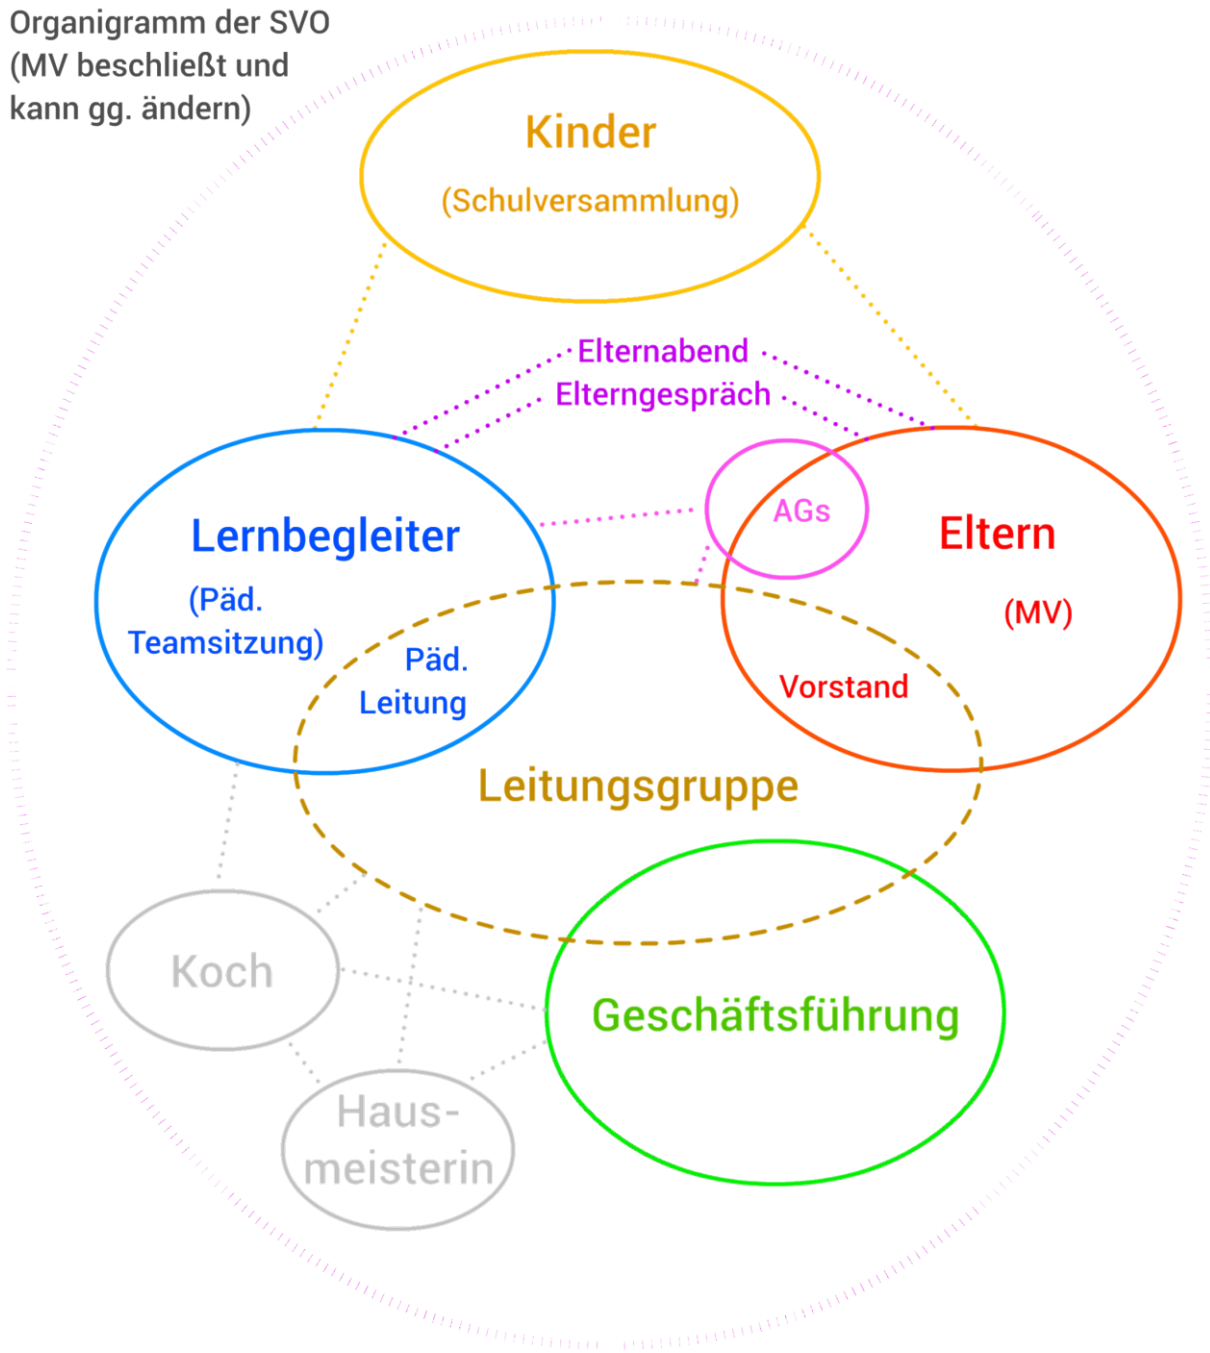 Organigramm der SVO
(MV beschließt und
kann gg. ändern)
Kinder
(Schulversammlung)
Elternabend
Elterngespräch
AGs
Lernbegleiter
(Päd.
Teamsitzung)
Päd.
Leitung
Eltern
(MV)
Vorstand
Leitungsgruppe
Koch
Geschäftsführung
Haus-
meisterin